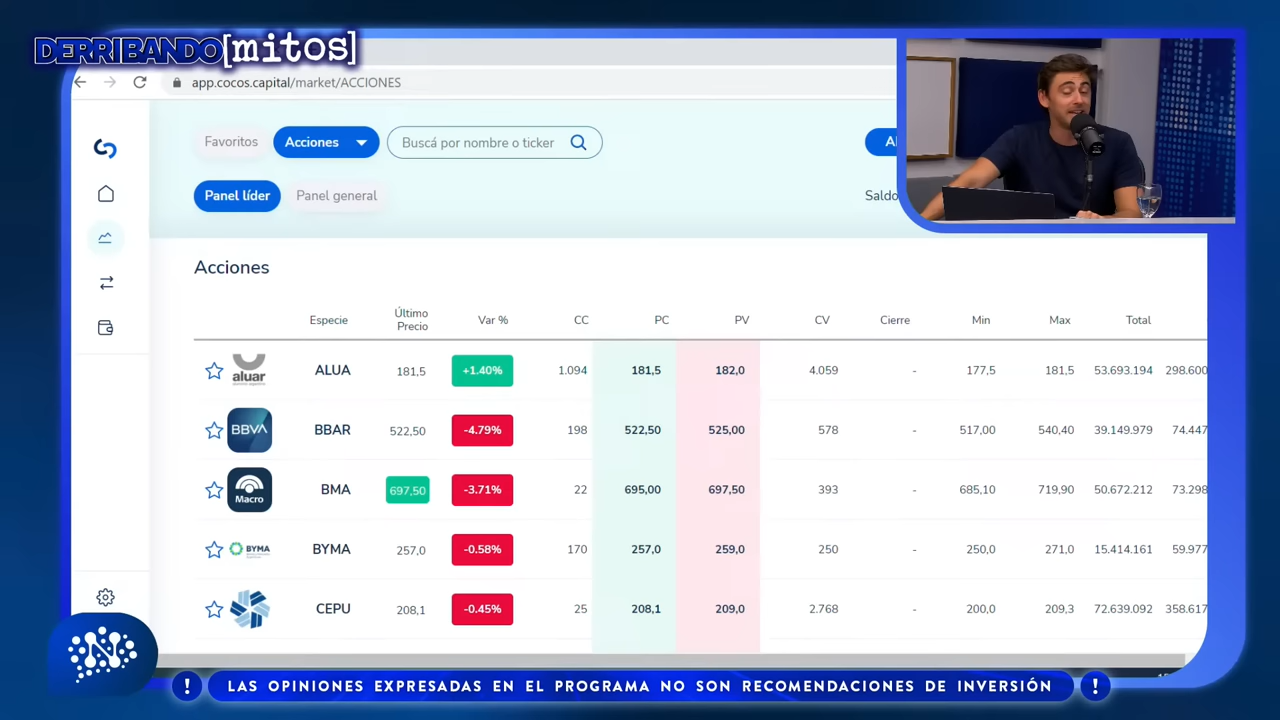 DERRIBANDO[mitos]
app.cocos.capital/market/ACCIONES
Favoritos Acciones Buscá por nombre o ticker
Panel líder Panel general Saldo
Acciones
Especie Último Precio Var % CC PC PV CV Cierre Min Max Total
aluar ALUA 181,5 +1.40% 1.094 181,5 182,0 4.059 - 177,5 181,5 53.693.194 298.600
BBVA BBAR 522,50 -4.79% 198 522,50 525,00 578 - 517,00 540,40 39.149.979 74.447
Macro BMA 697,50 -3.71% 22 695,00 697,50 393 - 685,10 719,90 50.672.212 73.298
BYMA BYMA 257,0 -0.58% 170 257,0 259,0 250 - 250,0 271,0 15.414.161 59.977
CEPU 208,1 -0.45% 25 208,1 209,0 2.768 - 200,0 209,3 72.639.092 358.617
N
! LAS OPINIONES EXPRESADAS EN EL PROGRAMA NO SON RECOMENDACIONES DE INVERSIÓN !